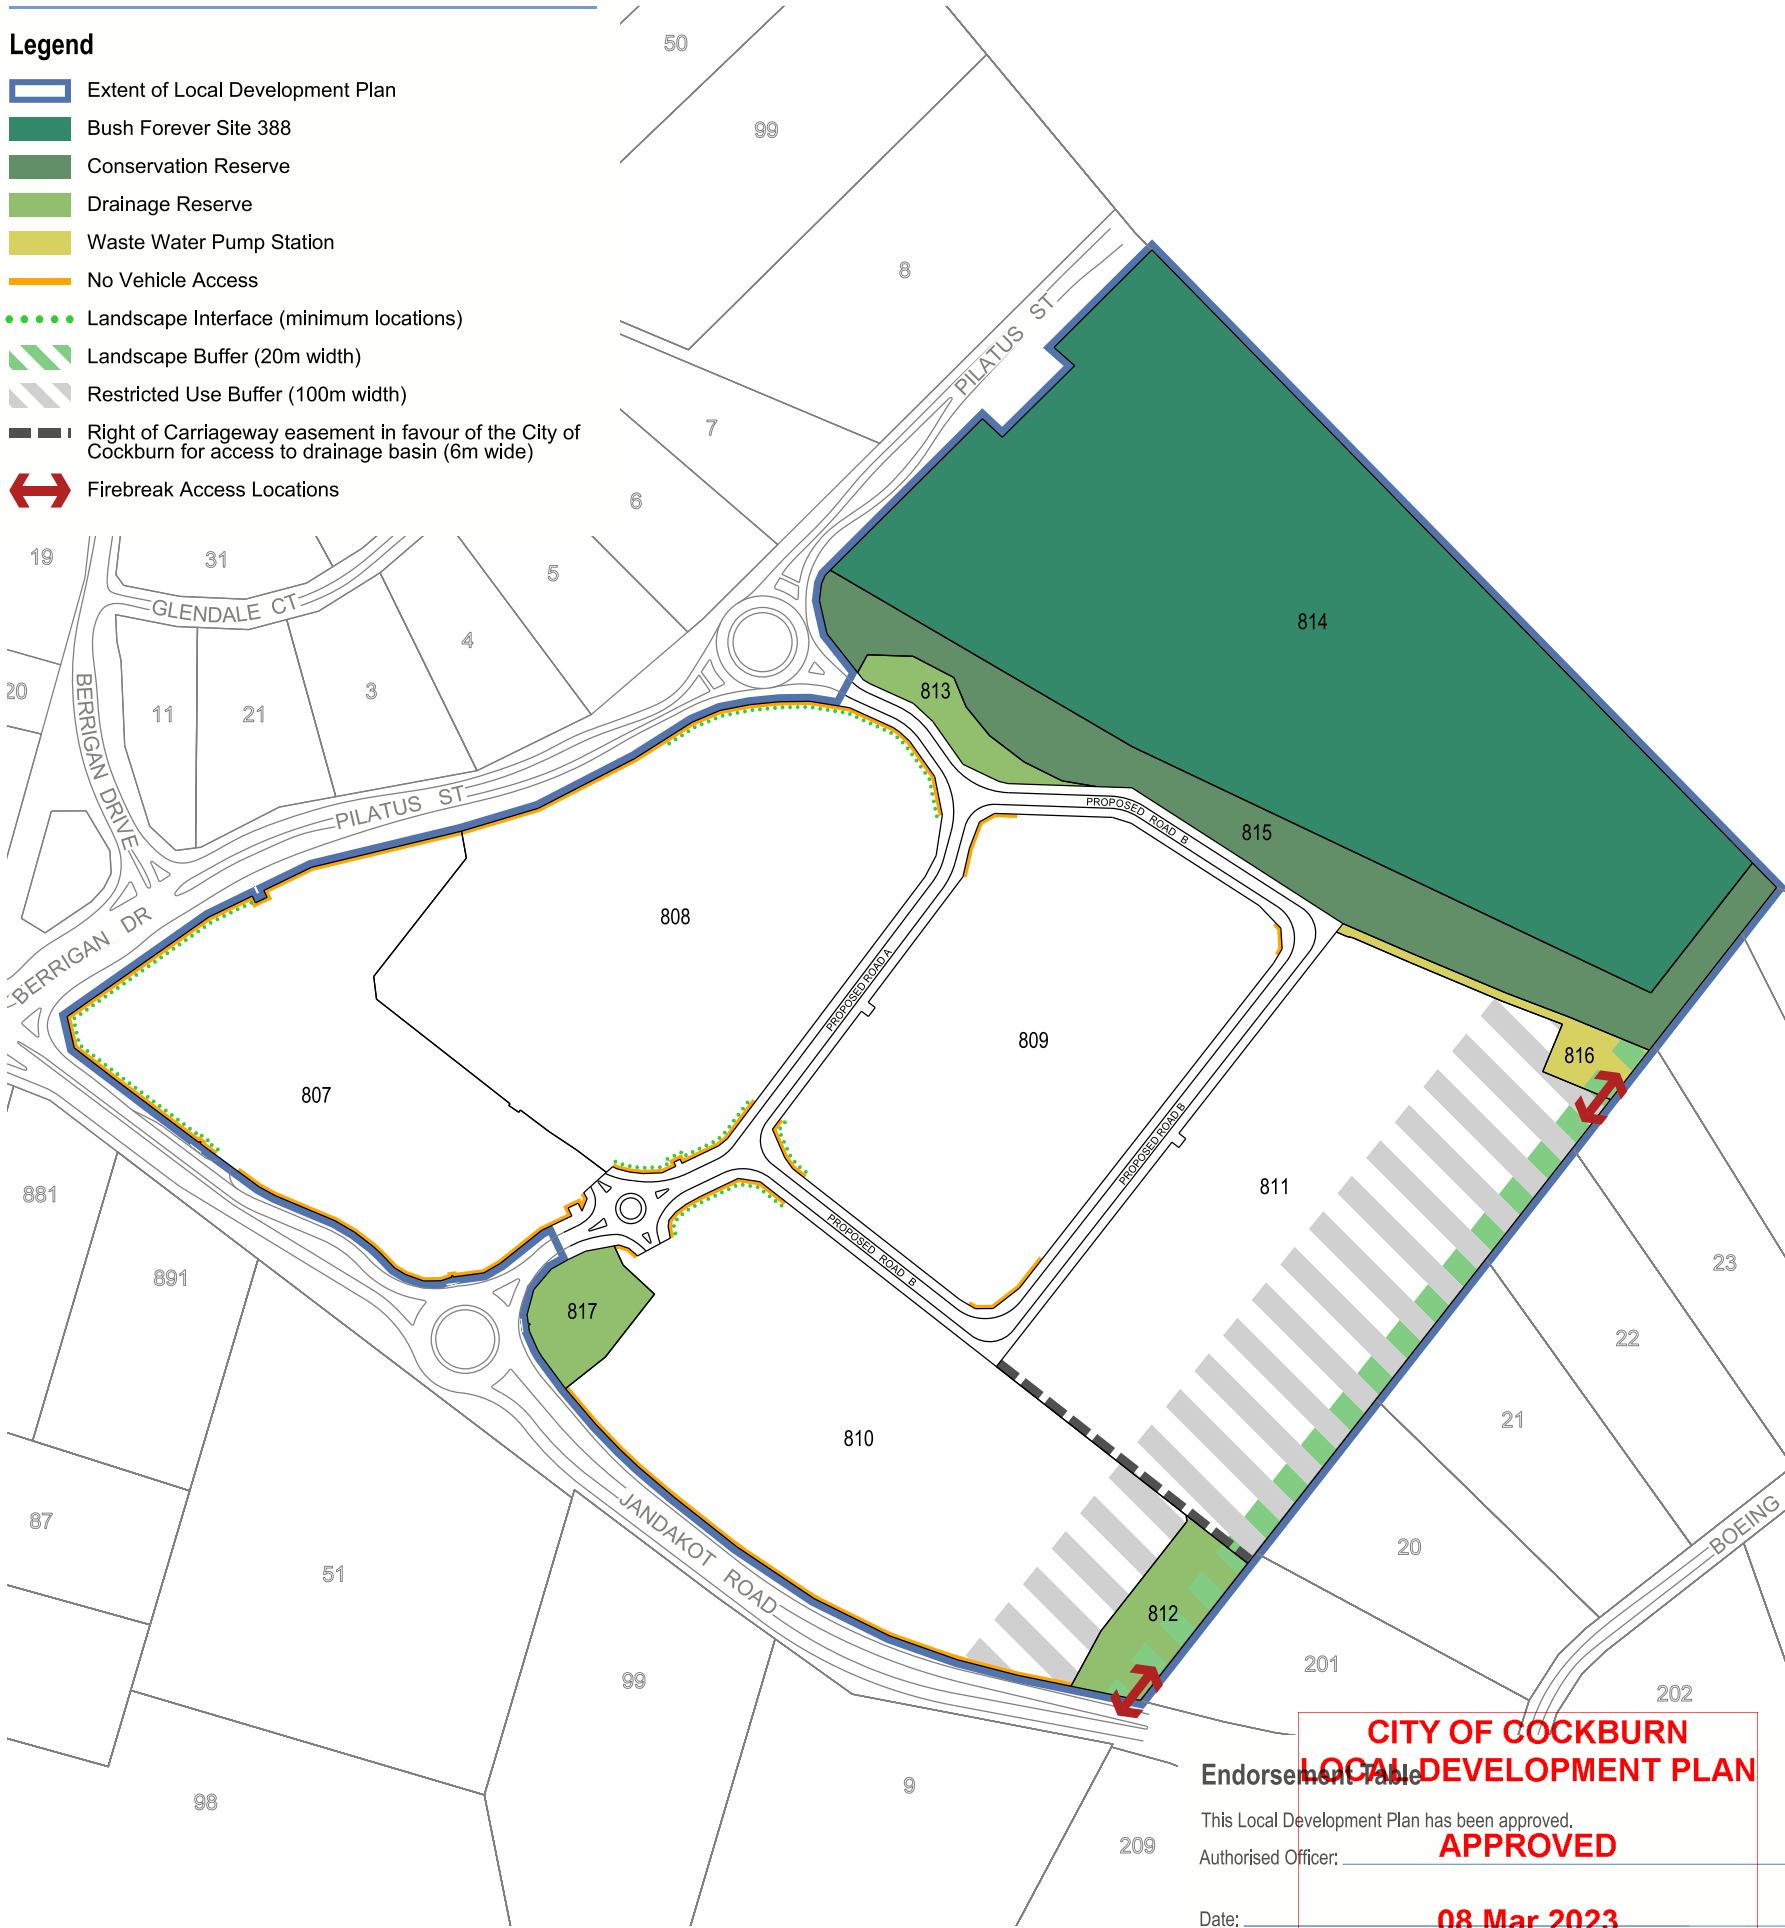 Legend
Extent of Local Development Plan
Bush Forever Site 388
Conservation Reserve
Drainage Reserve
Waste Water Pump Station
No Vehicle Access
Landscape Interface (minimum locations)
Landscape Buffer (20m width)
Restricted Use Buffer (100m width)
Right of Carriageway easement in favour of the City of
Cockburn for access to drainage basin (6m wide)
Firebreak Access Locations
50
99
8
PILATUS ST
7
6
5
19
31
GLENDALE CT
4
814
20
BERRIGAN DRIVE
11
21
3
813
PILATUS ST
PROPOSED ROAD B
815
BERRIGAN DR
808
PROPOSED ROAD A
809
816
807
PROPOSED ROAD B
881
811
PROPOSED ROAD B
891
817
23
22
21
810
87
JANDAKOT ROAD
51
20
BOEING
812
99
201
202
98
9
209
CITY OF COCKBURN
LOCAL DEVELOPMENT PLAN
Endorsement Table
This Local Development Plan has been approved.
APPROVED
Authorised Officer:
Date:
08 Mar 2023